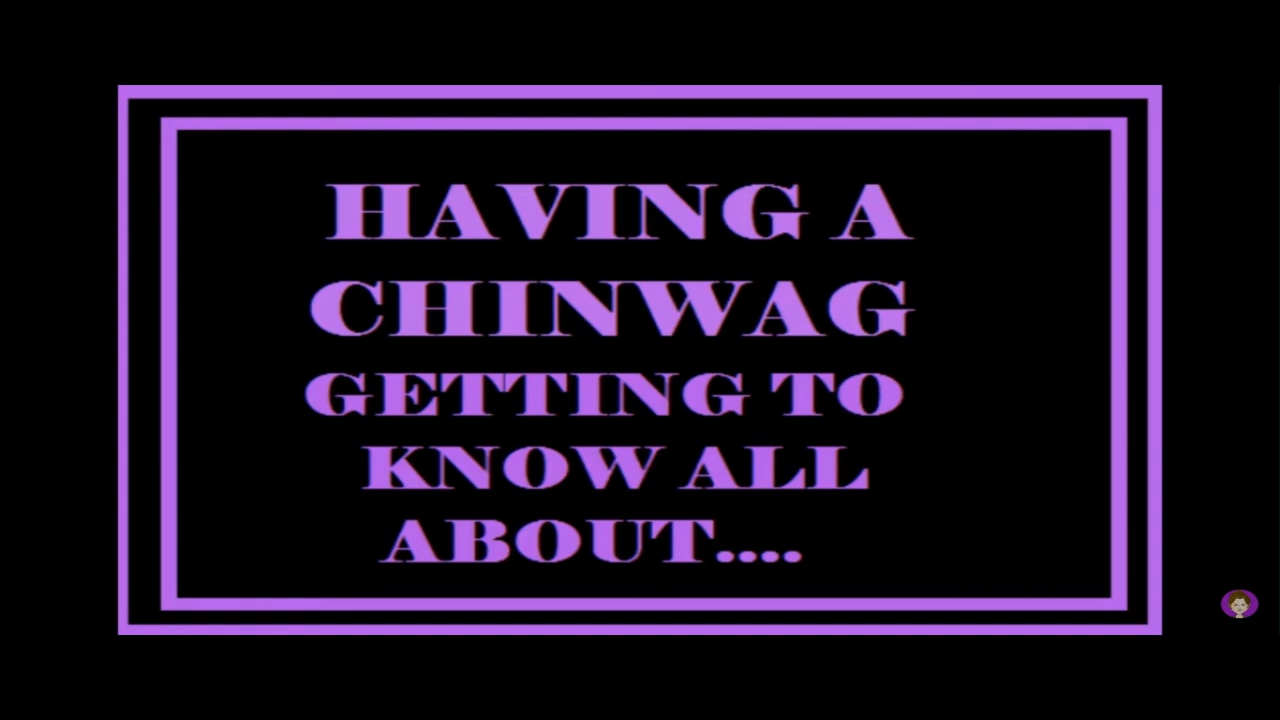 HAVING A
CHINWAG
GETTING TO
KNOW ALL
ABOUT....